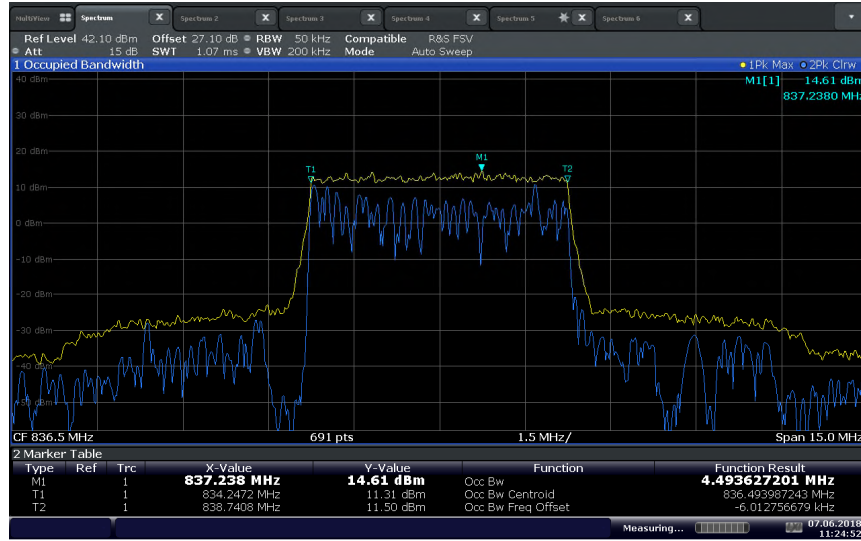 MultiView Spectrum X Spectrum 2 X Spectrum 3 X Spectrum 4 X Spectrum 5 X Spectrum 6 X
Ref Level 42.10 dBm Offset 27.10 dB RBW 50 kHz Compatible R&S FSV
Att 15 dB SWT 1.07 ms VBW 200 kHz Mode Auto Sweep
1 Occupied Bandwidth 1Pk Max 2Pk Clrw
40 dBm
M1[1] 14.61 dBm
837.2380 MHz
30 dBm
20 dBm
M1
T1 T2
10 dBm
0 dBm
-10 dBm
-20 dBm
-30 dBm
-40 dBm
-50 dBm
CF 836.5 MHz 691 pts 1.5 MHz/ Span 15.0 MHz
2 Marker Table
Type Ref Trc X-Value Y-Value Function Function Result
M1 1 837.238 MHz 14.61 dBm Occ Bw 4.493627201 MHz
T1 1 834.2472 MHz 11.31 dBm Occ Bw Centroid 836.493987243 MHz
T2 1 838.7408 MHz 11.50 dBm Occ Bw Freq Offset -6.012756679 kHz
Measuring... 07.06.2018
11:24:52